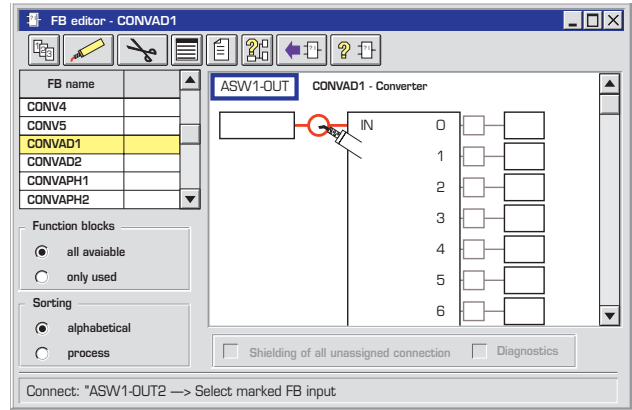 FB editor - CONVAD1
FB name
CONV4
CONV5
CONVAD1
CONVAD2
CONVAPH1
CONVAPH2
Function blocks
all avaiable
only used
Sorting
alphabetical
process
ASW1-OUT CONVAD1 - Converter
IN 0
1
2
3
4
5
6
Shielding of all unassigned connection Diagnostics
Connect: "ASW1-OUT2 —> Select marked FB input